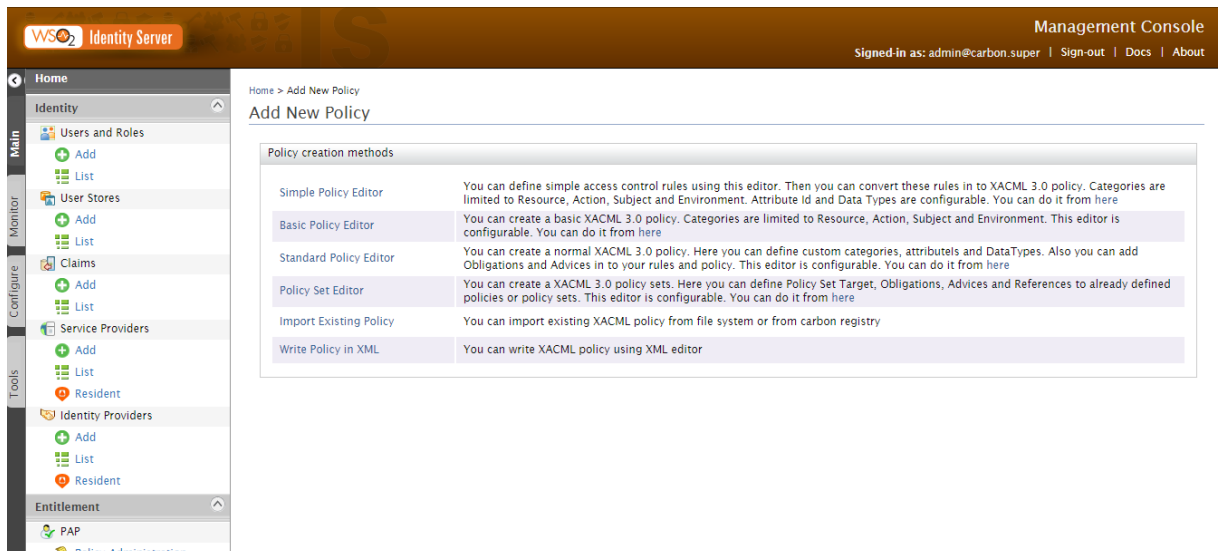 WSO2 Identity Server
Management Console
Signed-in as: admin@carbon.super | Sign-out | Docs | About
Main
Monitor
Configure
Tools
Home
Identity
Users and Roles
Add
List
User Stores
Add
List
Claims
Add
List
Service Providers
Add
List
Resident
Identity Providers
Add
List
Resident
Entitlement
PAP
Policy Administration
Home > Add New Policy
Add New Policy
Policy creation methods
Simple Policy Editor
You can define simple access control rules using this editor. Then you can convert these rules in to XACML 3.0 policy. Categories are
limited to Resource, Action, Subject and Environment. Attribute Id and Data Types are configurable. You can do it from here
Basic Policy Editor
You can create a basic XACML 3.0 policy. Categories are limited to Resource, Action, Subject and Environment. This editor is
configurable. You can do it from here
Standard Policy Editor
You can create a normal XACML 3.0 policy. Here you can define custom categories, attributels and DataTypes. Also you can add
Obligations and Advices in to your rules and policy. This editor is configurable. You can do it from here
Policy Set Editor
You can create a XACML 3.0 policy sets. Here you can define Policy Set Target, Obligations, Advices and References to already defined
policies or policy sets. This editor is configurable. You can do it from here
Import Existing Policy
You can import existing XACML policy from file system or from carbon registry
Write Policy in XML
You can write XACML policy using XML editor